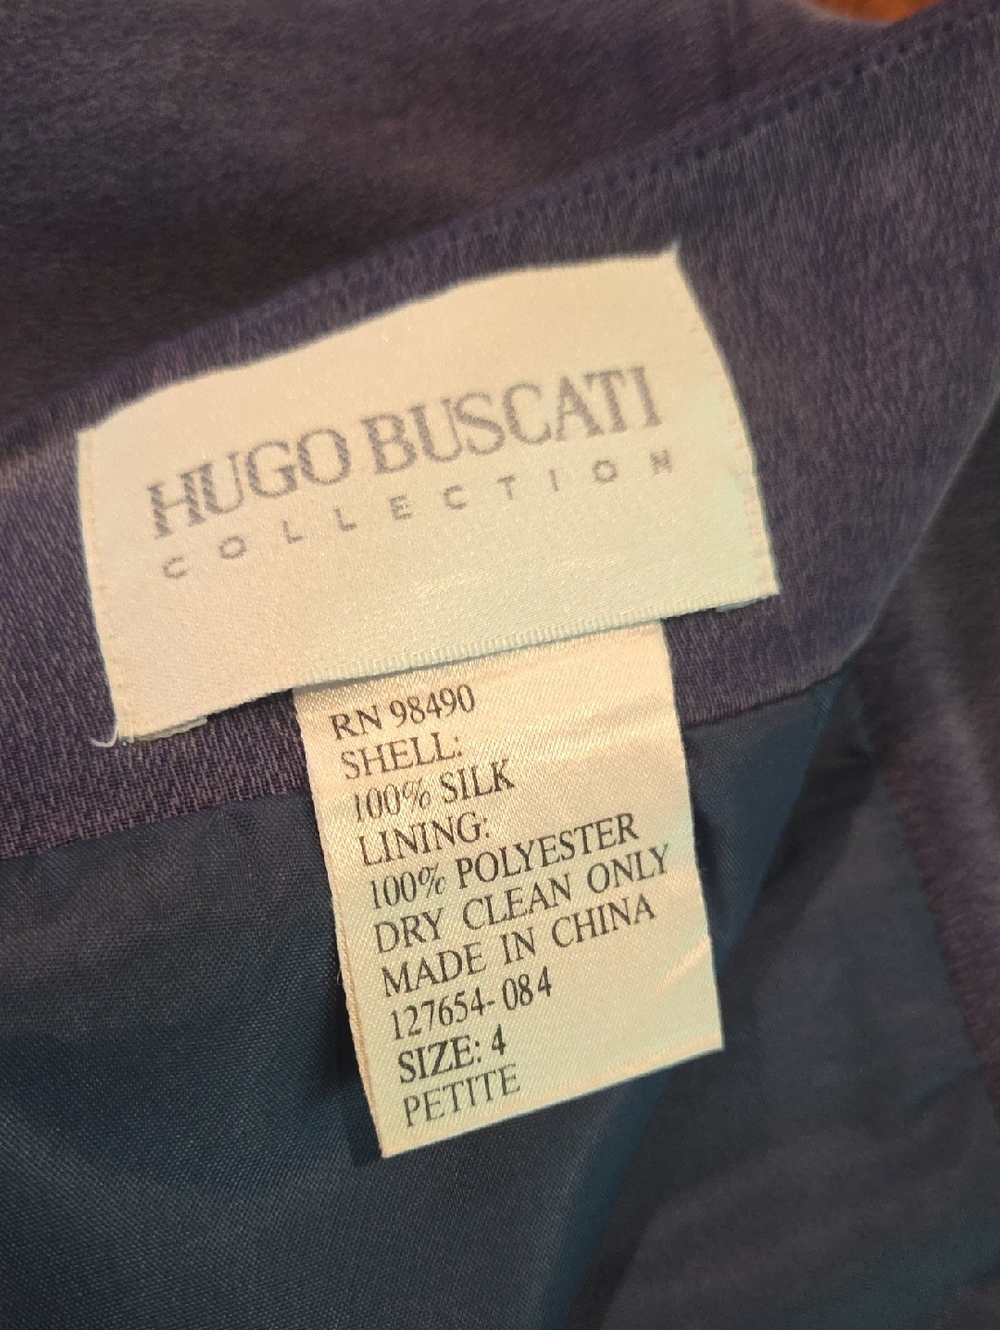 HUGO BUSCATI
COLLECTION
RN 98490
SHELL:
100% SILK
LINING:
100% POLYESTER
DRY CLEAN ONLY
MADE IN CHINA
127654-084
SIZE: 4
PETITE